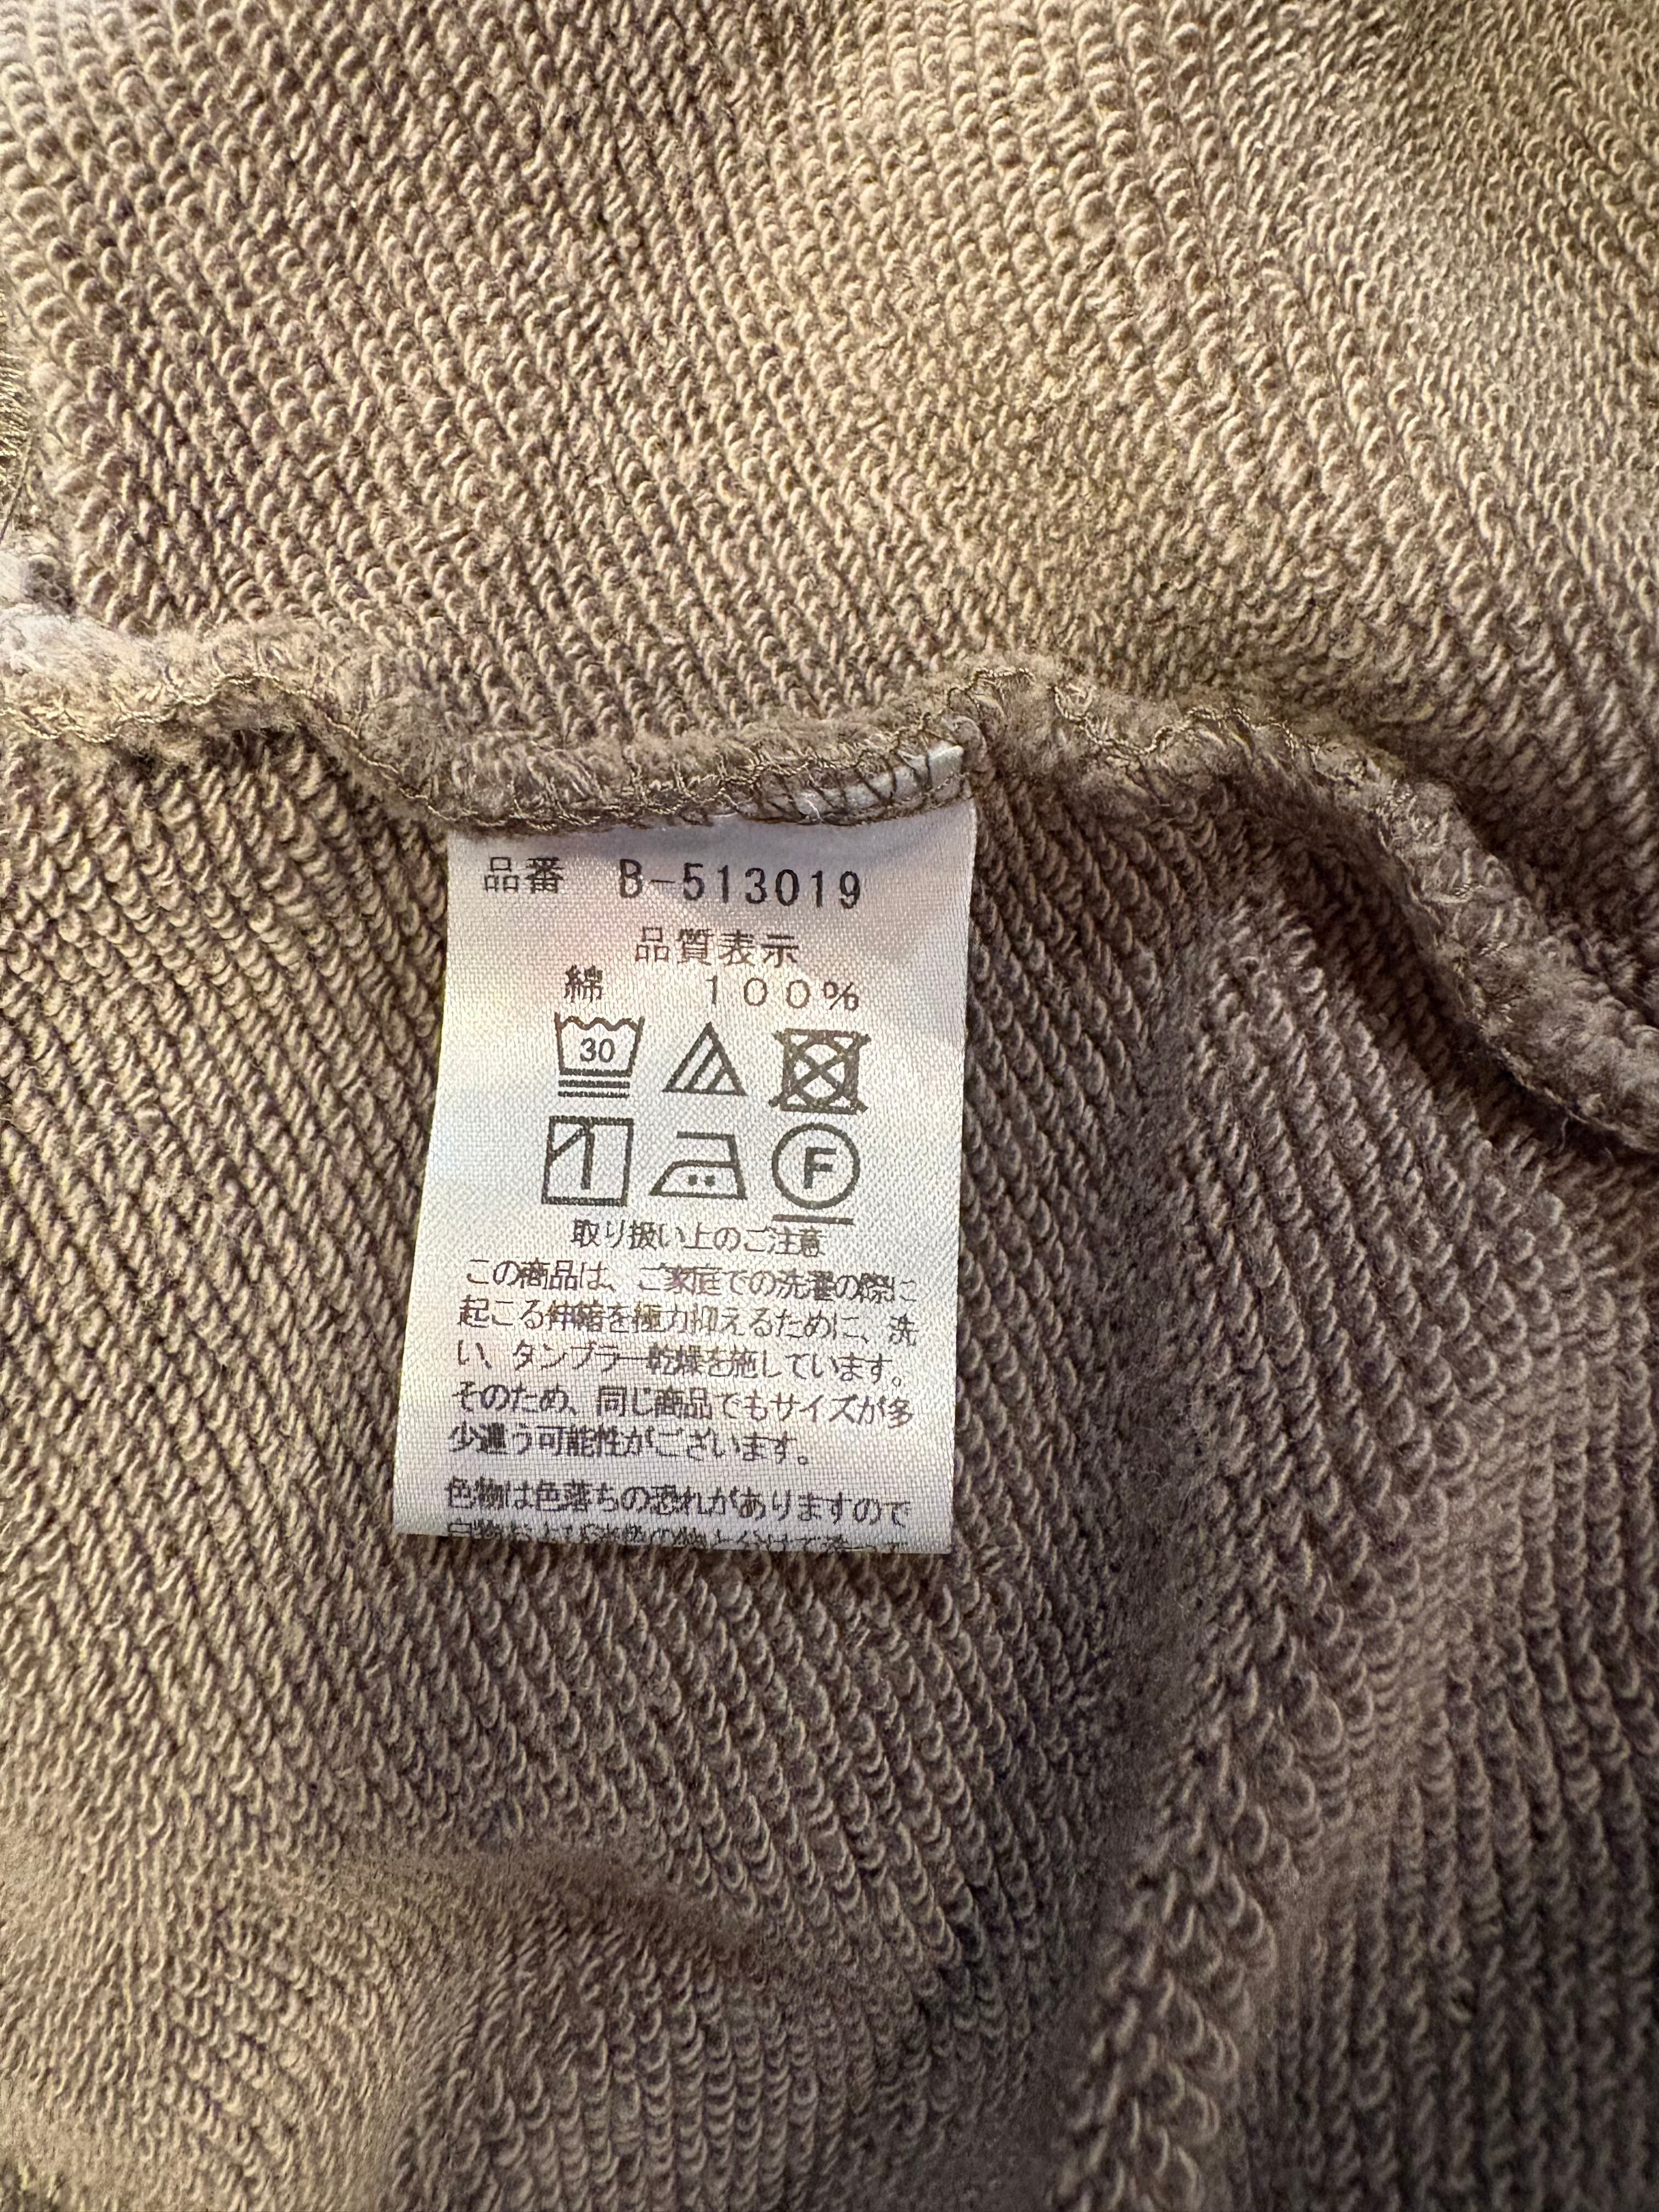 品番 B-513019
品質表示
綿 100%
30
F
取り扱い上のご注意
この商品は、ご家庭での洗濯の際に
起こる伸縮を極力抑えるために、洗
い、タンブラー乾燥を施しています。
そのため、同じ商品でもサイズが多
少違う可能性がございます。
色物は色落ちの恐れがありますので